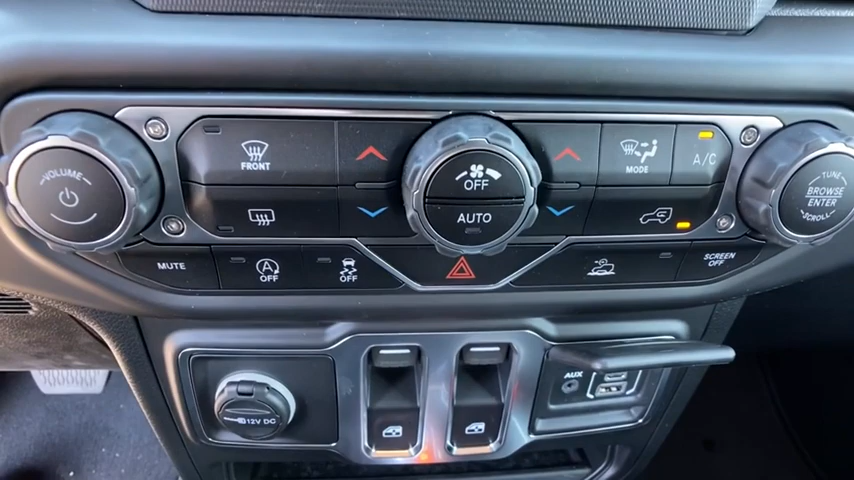 VOLUME
FRONT
OFF
AUTO
MODE
A/C
TUNE
BROWSE
ENTER
SCROLL
MUTE
A
OFF
OFF
SCREEN
OFF
12V DC
AUX